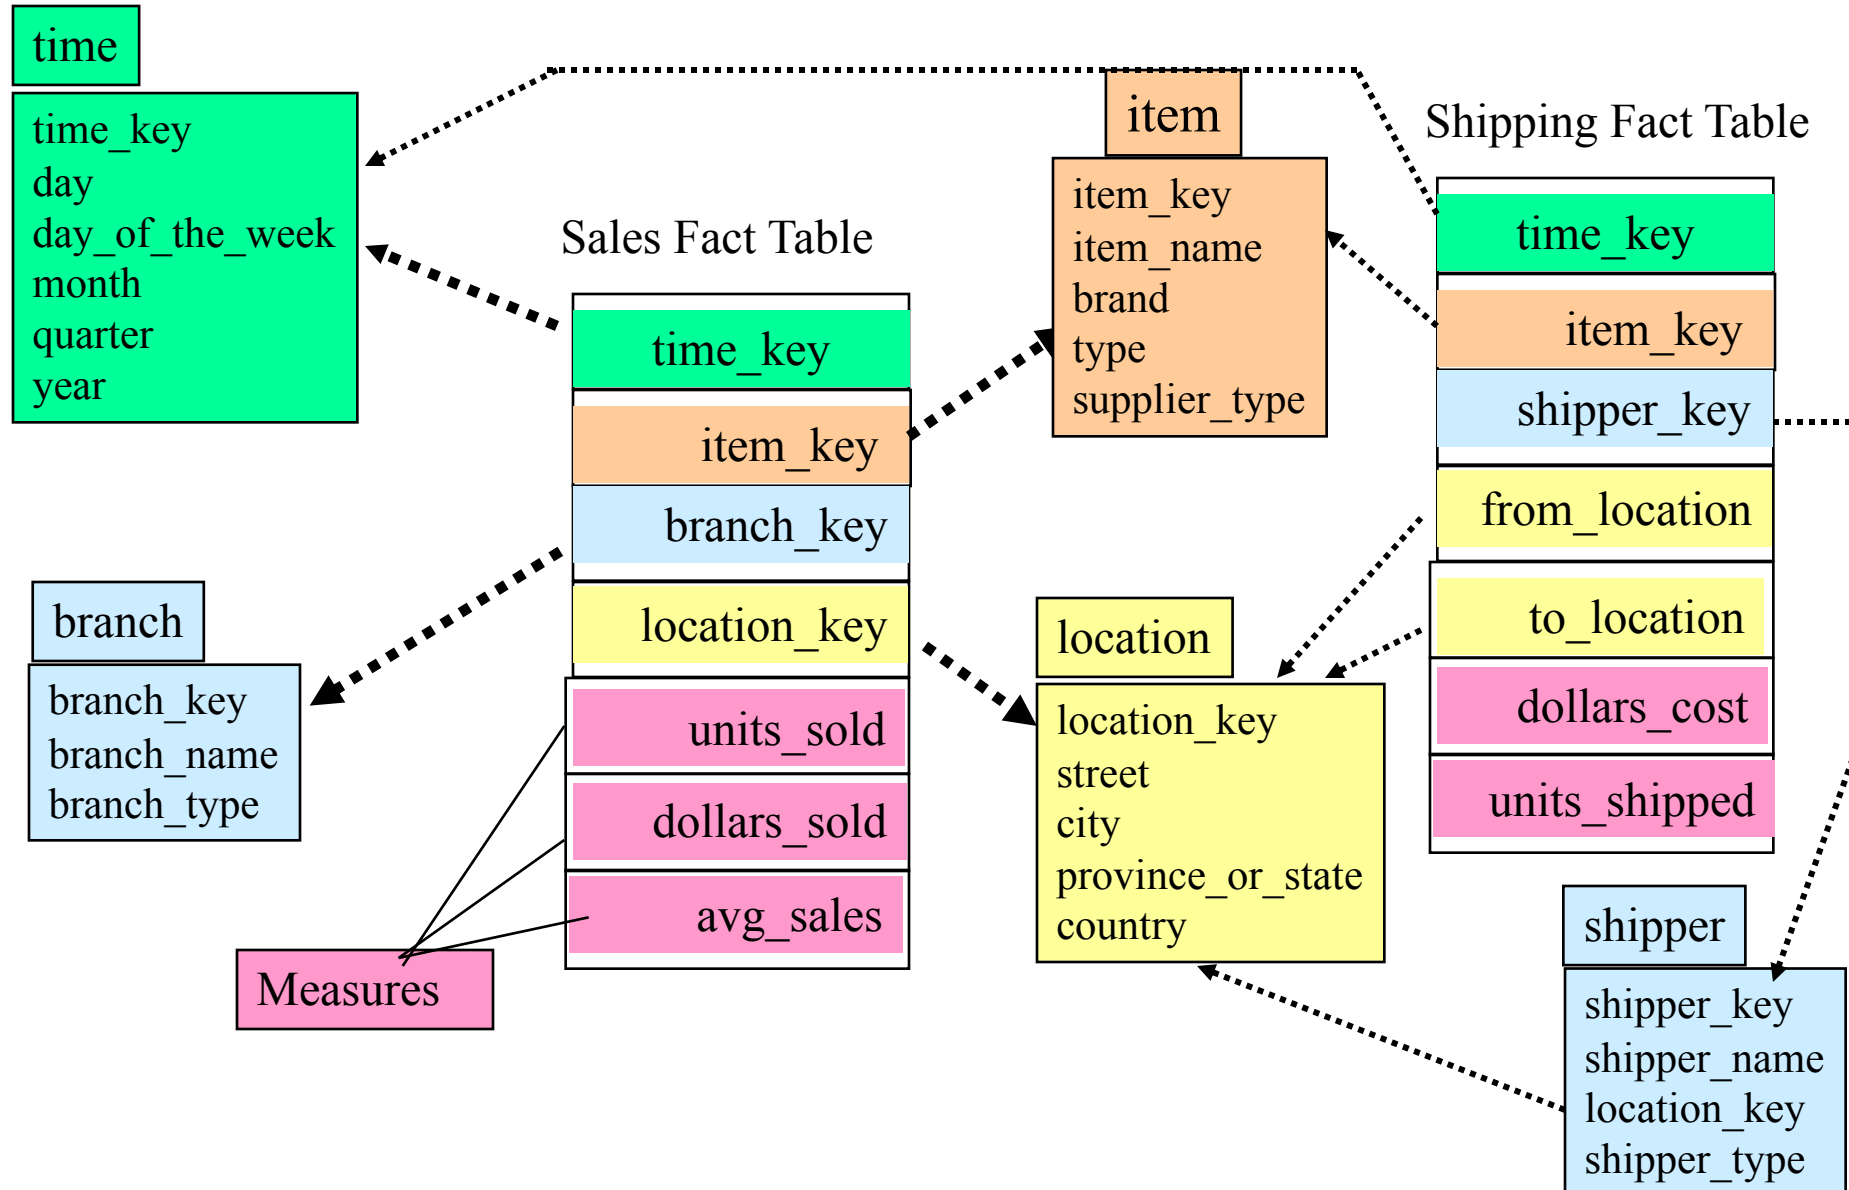 time
time_key
day
day_of_the_week
month
quarter
year
Sales Fact Table
time_key
item_key
branch_key
location_key
units_sold
dollars_sold
avg_sales
Measures
branch
branch_key
branch_name
branch_type
item
item_key
item_name
brand
type
supplier_type
location
location_key
street
city
province_or_state
country
Shipping Fact Table
time_key
item_key
shipper_key
from_location
to_location
dollars_cost
units_shipped
shipper
shipper_key
shipper_name
location_key
shipper_type